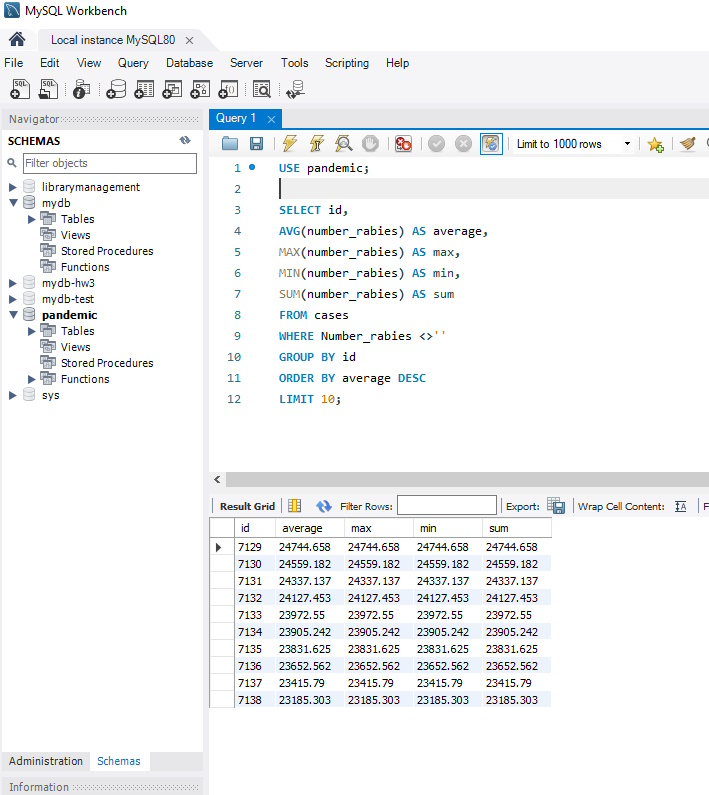 MySQL Workbench
Local instance MySQL80
File Edit View Query Database Server Tools Scripting Help
Navigator
SCHEMAS
Filter objects
librarymanagement
mydb
Tables
Views
Stored Procedures
Functions
mydb-hw3
mydb-test
pandemic
Tables
Views
Stored Procedures
Functions
sys
Administration Schemas
Information
Query 1
Limit to 1000 rows
1 USE pandemic;
2
3 SELECT id,
4 AVG(number_rabies) AS average,
5 MAX(number_rabies) AS max,
6 MIN(number_rabies) AS min,
7 SUM(number_rabies) AS sum
8 FROM cases
9 WHERE Number_rabies <>''
10 GROUP BY id
11 ORDER BY average DESC
12 LIMIT 10;
Result Grid Filter Rows: Export: Wrap Cell Content: F
id average max min sum
7129 24744.658 24744.658 24744.658 24744.658
7130 24559.182 24559.182 24559.182 24559.182
7131 24337.137 24337.137 24337.137 24337.137
7132 24127.453 24127.453 24127.453 24127.453
7133 23972.55 23972.55 23972.55 23972.55
7134 23905.242 23905.242 23905.242 23905.242
7135 23831.625 23831.625 23831.625 23831.625
7136 23652.562 23652.562 23652.562 23652.562
7137 23415.79 23415.79 23415.79 23415.79
7138 23185.303 23185.303 23185.303 23185.303